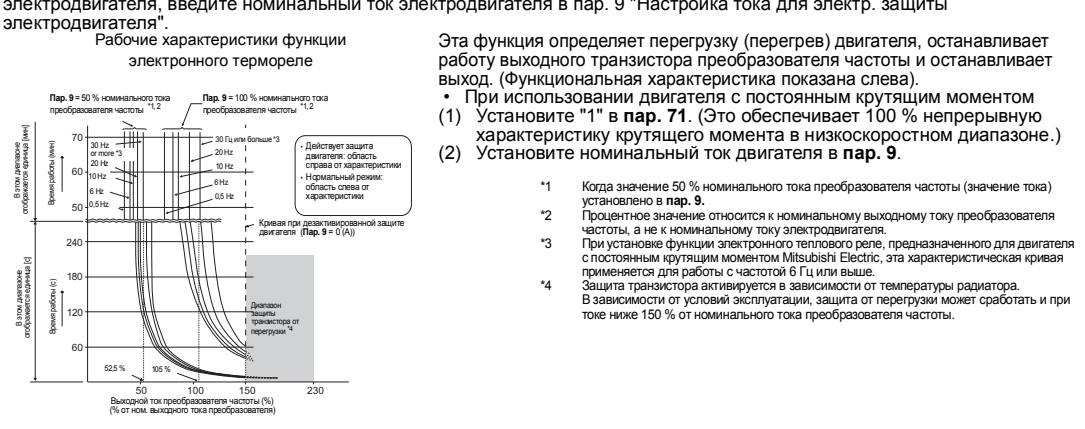 электродвигателя, введите номинальный ток электродвигателя в пар. 9 "Настройка тока для электр. защиты
электродвигателя".
Рабочие характеристики функции
электронного термореле
Пар. 9 = 50 % номинального тока
преобразователя частоты *1, 2
Пар. 9 = 100 % номинального тока
преобразователя частоты *1, 2
В этом диапазоне
отображается единица [мин]
Время работы (мин)
70
60
50
30 Hz
or more *3
20 Hz
10 Hz
6 Hz
0,5 Hz
30 Гц или больше *3
20 Hz
10 Hz
6 Hz
0,5 Hz
- Действует защита
двигателя: область
справа от характеристики
- Нормальный режим:
область слева от
характеристики
Кривая при дезактивированной защите
двигателя (Пар. 9 = 0 (A))
В этом диапазоне
отображается единица [с]
Время работы (с)
240
180
120
60
Диапазон
защиты
транзистора от
перегрузки *4
52,5 %
105 %
50
100
150
230
Выходной ток преобразователя частоты (%)
(% от ном. выходного тока преобразователя)
Эта функция определяет перегрузку (перегрев) двигателя, останавливает
работу выходного транзистора преобразователя частоты и останавливает
выход. (Функциональная характеристика показана слева).
• При использовании двигателя с постоянным крутящим моментом
(1) Установите "1" в пар. 71. (Это обеспечивает 100 % непрерывную
характеристику крутящего момента в низкоскоростном диапазоне.)
(2) Установите номинальный ток двигателя в пар. 9.
*1 Когда значение 50 % номинального тока преобразователя частоты (значение тока)
установлено в пар. 9.
*2 Процентное значение относится к номинальному выходному току преобразователя
частоты, а не к номинальному току электродвигателя.
*3 При установке функции электронного теплового реле, предназначенного для двигателя
с постоянным крутящим моментом Mitsubishi Electric, эта характеристическая кривая
применяется для работы с частотой 6 Гц или выше.
*4 Защита транзистора активируется в зависимости от температуры радиатора.
В зависимости от условий эксплуатации, защита от перегрузки может сработать и при
токе ниже 150 % от номинального тока преобразователя частоты.